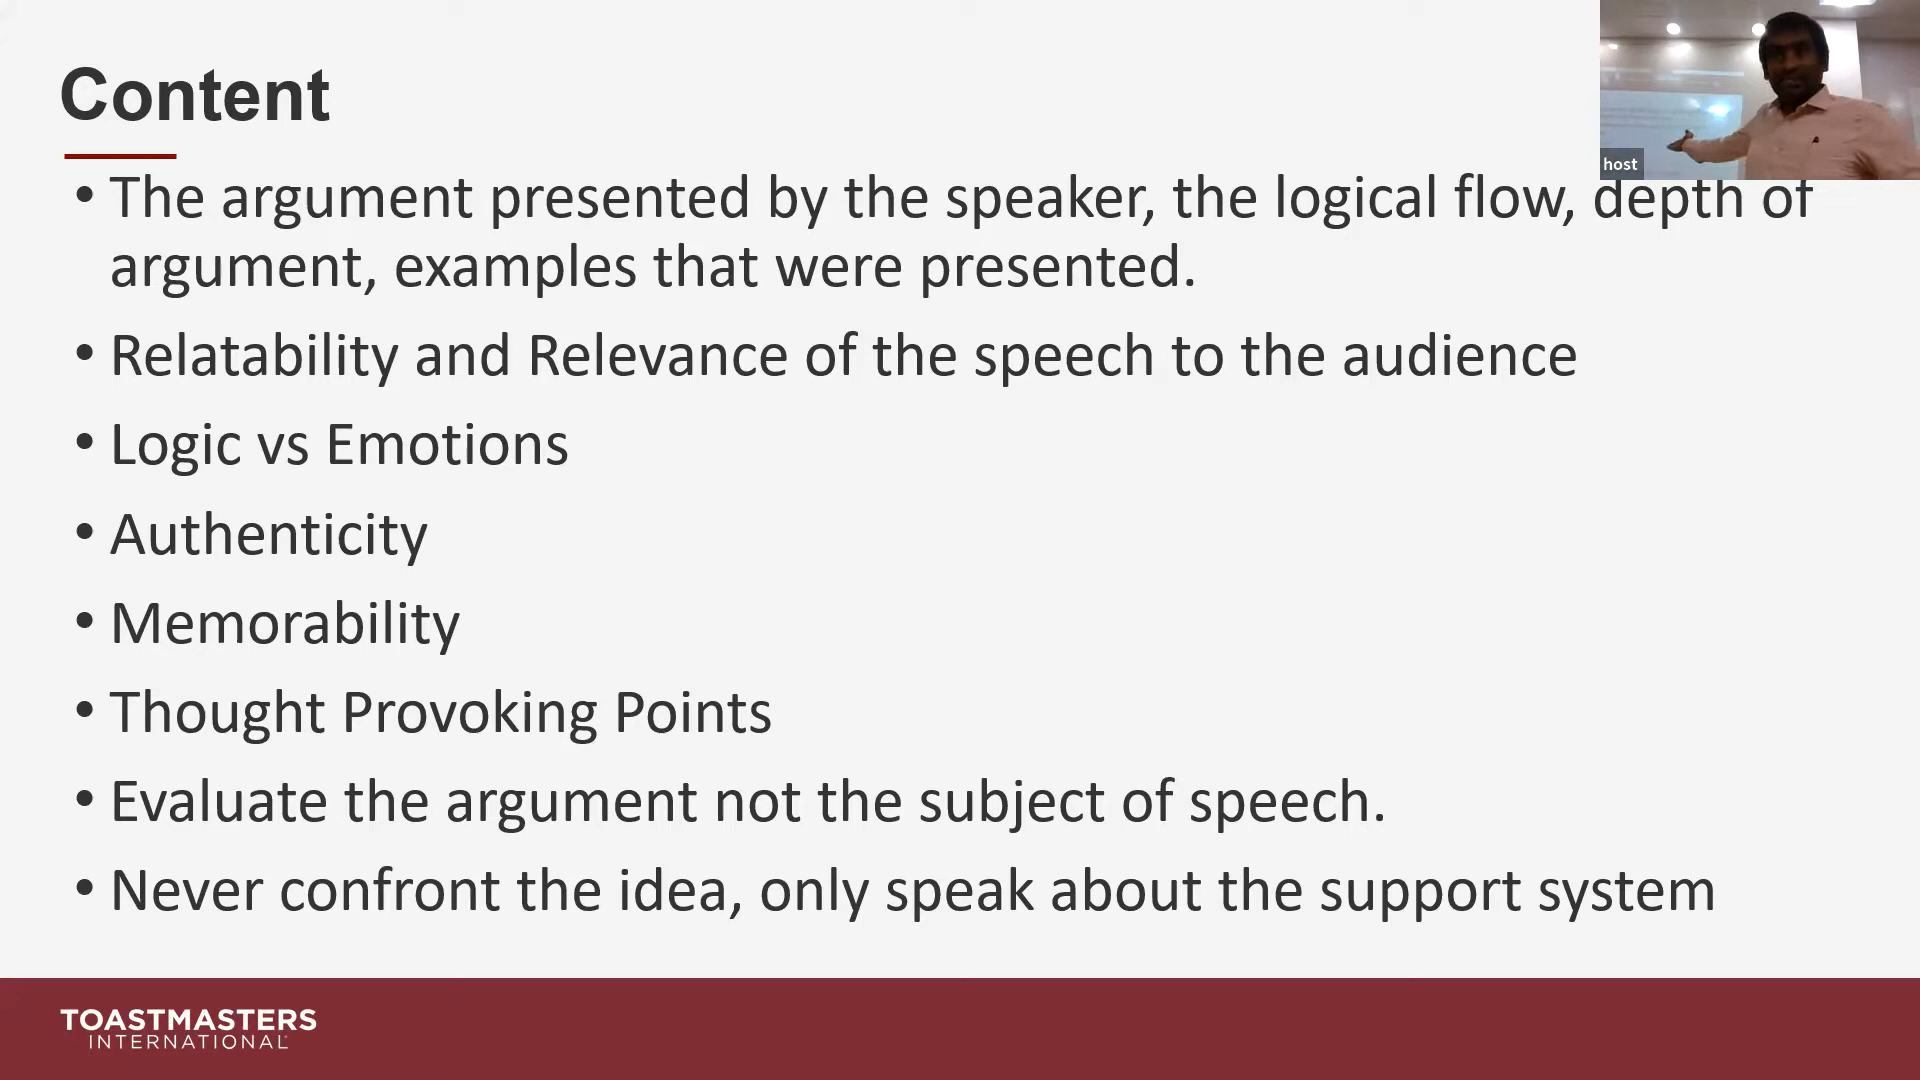 Content
host
• The argument presented by the speaker, the logical flow, depth of
argument, examples that were presented.
• Relatability and Relevance of the speech to the audience
• Logic vs Emotions
• Authenticity
• Memorability
• Thought Provoking Points
• Evaluate the argument not the subject of speech.
• Never confront the idea, only speak about the support system
TOASTMASTERS
INTERNATIONAL